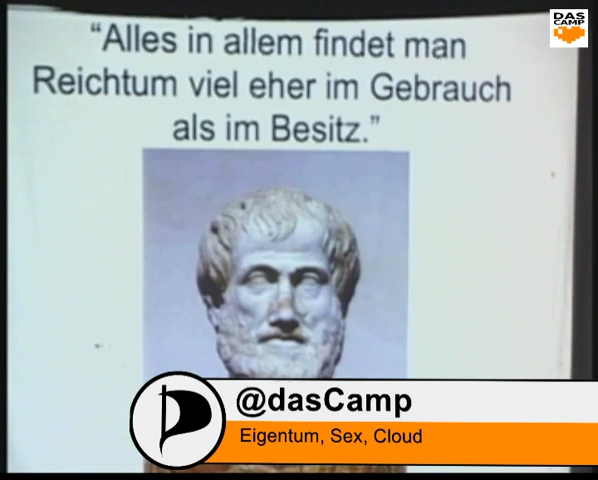 DAS
CAMP
“Alles in allem findet man
Reichtum viel eher im Gebrauch
als im Besitz.”
@dasCamp
Eigentum, Sex, Cloud